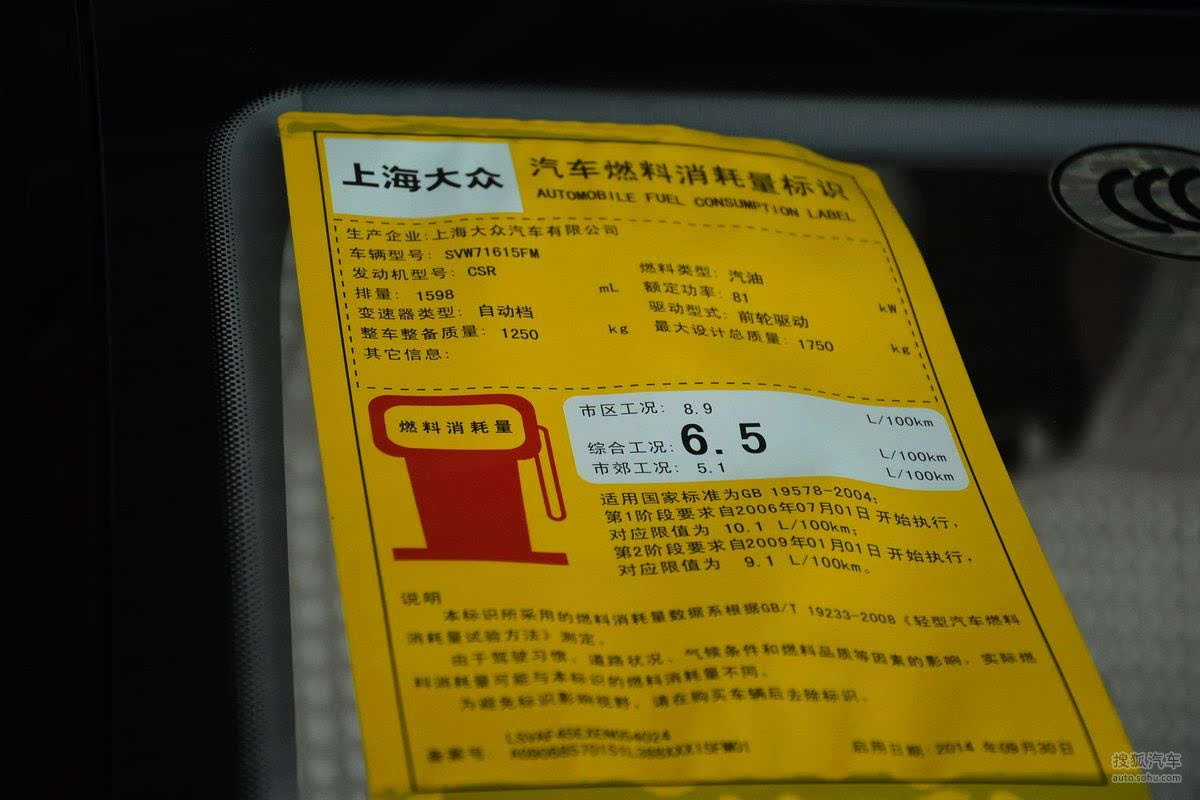 上海大众
汽车燃料消耗量标识
AUTOMOBILE FUEL CONSUMPTION LABEL
生产企业:上海大众汽车有限公司
车辆型号: SVW71615FM
发动机型号: CSR
燃料类型: 汽油
排量: 1598 mL
额定功率: 81 kW
变速器类型: 自动档
驱动型式: 前轮驱动
整车整备质量: 1250 kg
最大设计总质量: 1750 kg
其它信息:
燃料消耗量
市区工况: 8.9 L/100km
综合工况: 6.5 L/100km
市郊工况: 5.1 L/100km
适用国家标准为GB 19578-2004;
第1阶段要求自2006年07月01日开始执行,
对应限值为 10.1 L/100km;
第2阶段要求自2009年01月01日开始执行,
对应限值为 9.1 L/100km。
说明
本标识所采用的燃料消耗量数据系根据GB/T 19233-2008《轻型汽车燃料
消耗量试验方法》测定。
由于驾驶习惯、道路状况、气候条件和燃料品质等因素的影响,实际燃
料消耗量可能与本标识的燃料消耗量不同。
为避免标识影响视野,请在购买车辆后去除标识。
备案号:
启用日期: 2014 年09月30日
搜狐汽车
auto.sohu.com